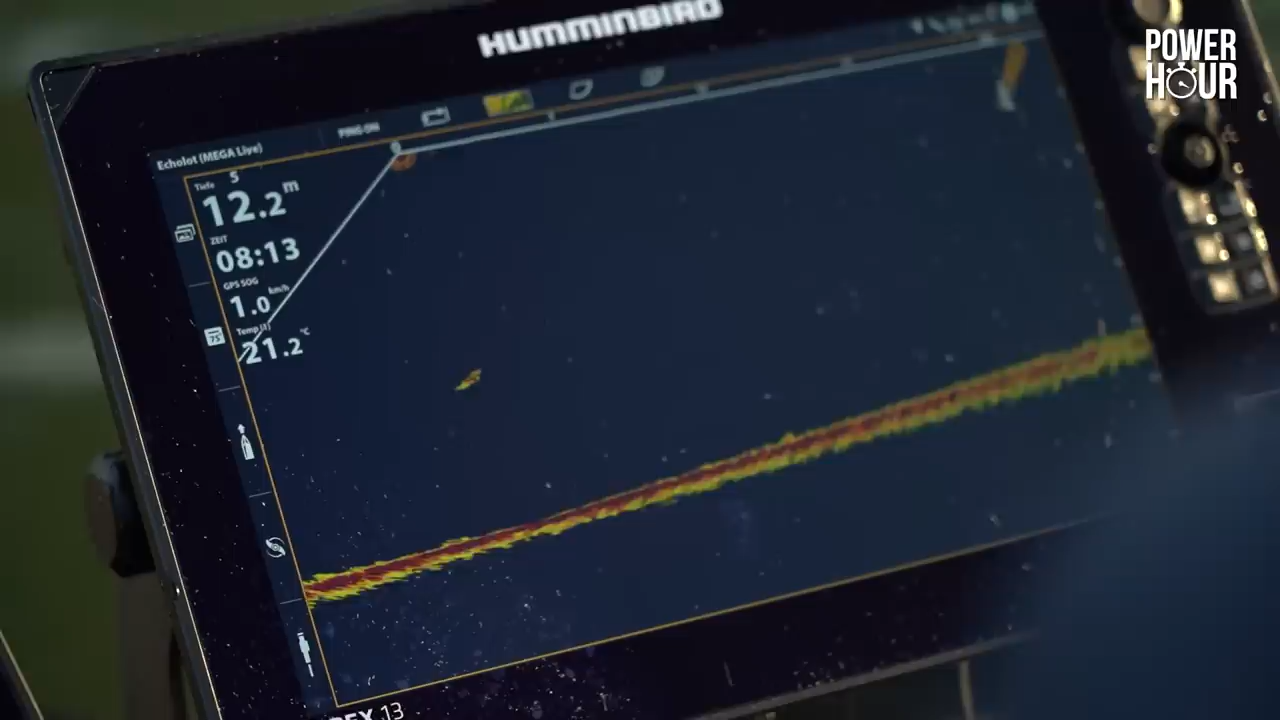 HUMMINBIRD
POWER
HOUR
PING ON
Echolot (MEGA Live)
Tiefe 5
12.2 m
ZEIT
08:13
GPS SOG
1.0 km/h
Temp (1)
21.2 °C
75
13